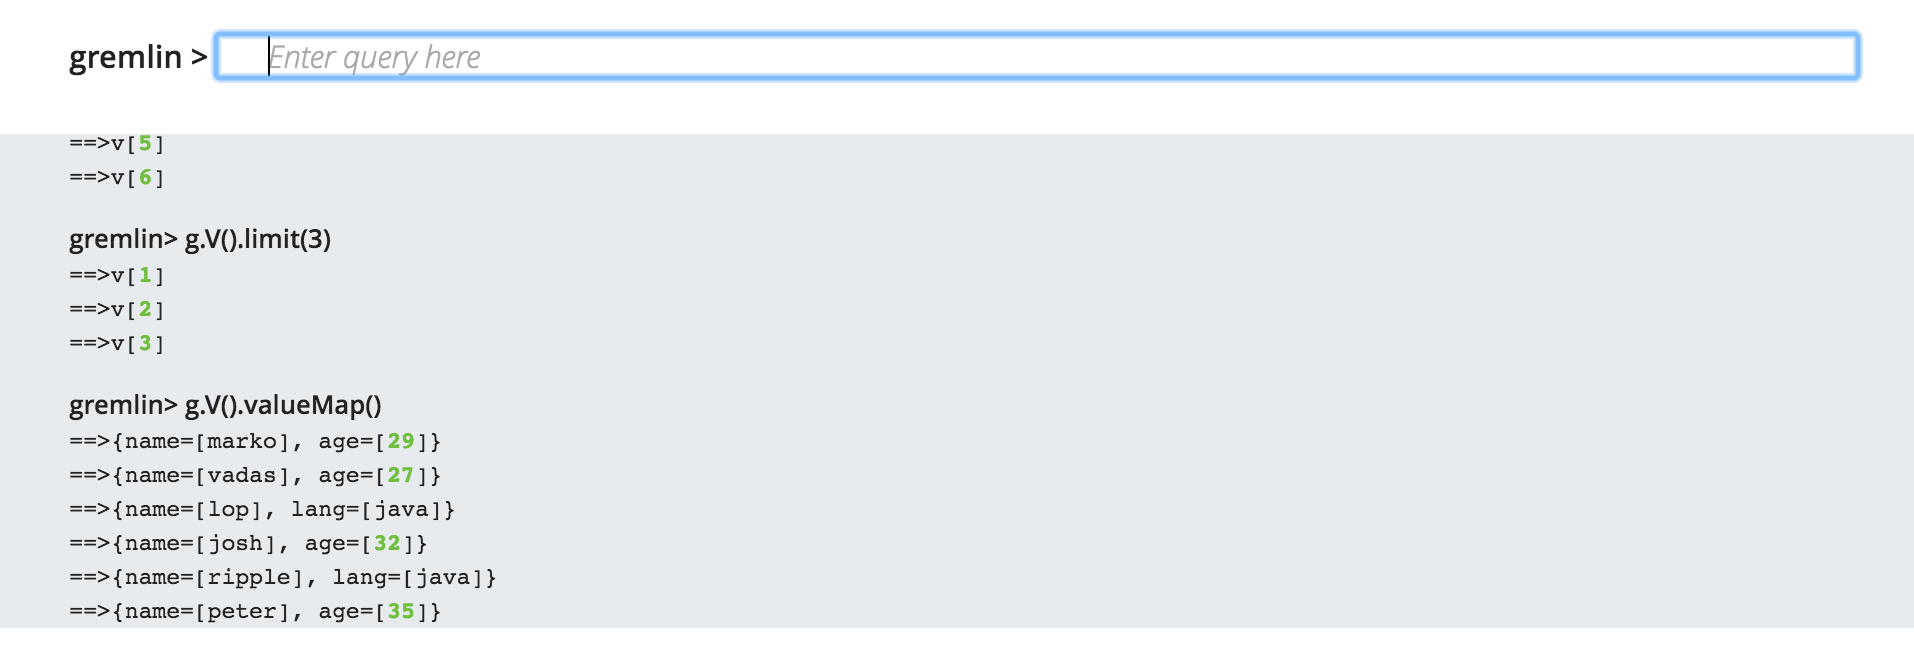 gremlin > Enter query here
==>v[5]
==>v[6]
gremlin> g.V().limit(3)
==>v[1]
==>v[2]
==>v[3]
gremlin> g.V().valueMap()
==>{name=[marko], age=[29]}
==>{name=[vadas], age=[27]}
==>{name=[lop], lang=[java]}
==>{name=[josh], age=[32]}
==>{name=[ripple], lang=[java]}
==>{name=[peter], age=[35]}